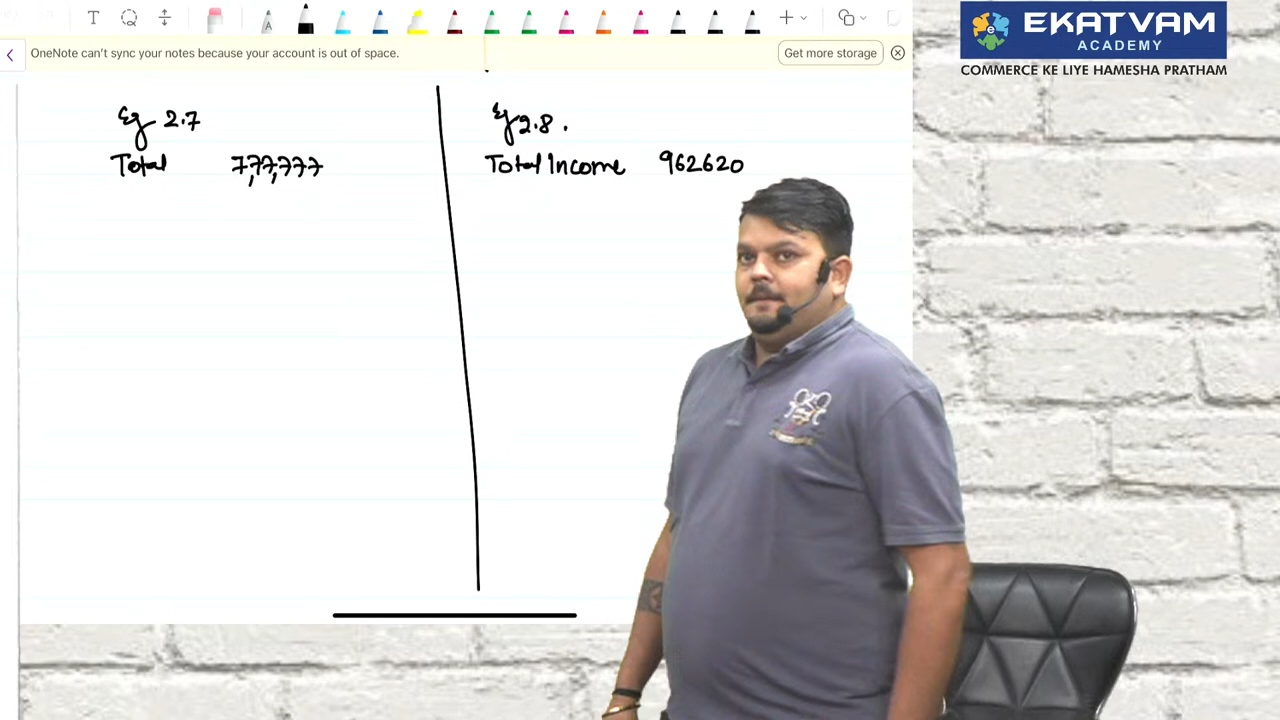 EKATVAM
ACADEMY
COMMERCE KE LIYE HAMESHA PRATHAM
OneNote can't sync your notes because your account is out of space.
Get more storage
Eg 2.7
Total 7,77,777
Eg 2.8.
Total Income 962620